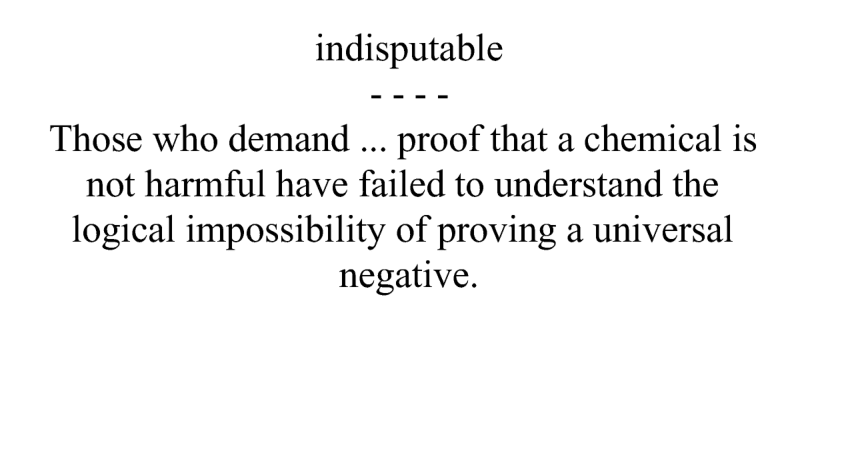 indisputable
- - - -
Those who demand ... proof that a chemical is
not harmful have failed to understand the
logical impossibility of proving a universal
negative.